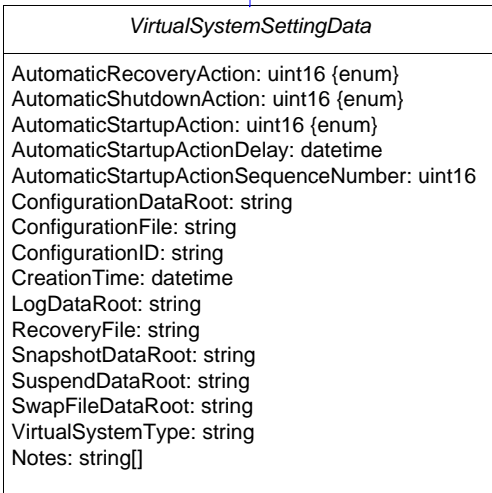 VirtualSystemSettingData
AutomaticRecoveryAction: uint16 {enum}
AutomaticShutdownAction: uint16 {enum}
AutomaticStartupAction: uint16 {enum}
AutomaticStartupActionDelay: datetime
AutomaticStartupActionSequenceNumber: uint16
ConfigurationDataRoot: string
ConfigurationFile: string
ConfigurationID: string
CreationTime: datetime
LogDataRoot: string
RecoveryFile: string
SnapshotDataRoot: string
SuspendDataRoot: string
SwapFileDataRoot: string
VirtualSystemType: string
Notes: string[]